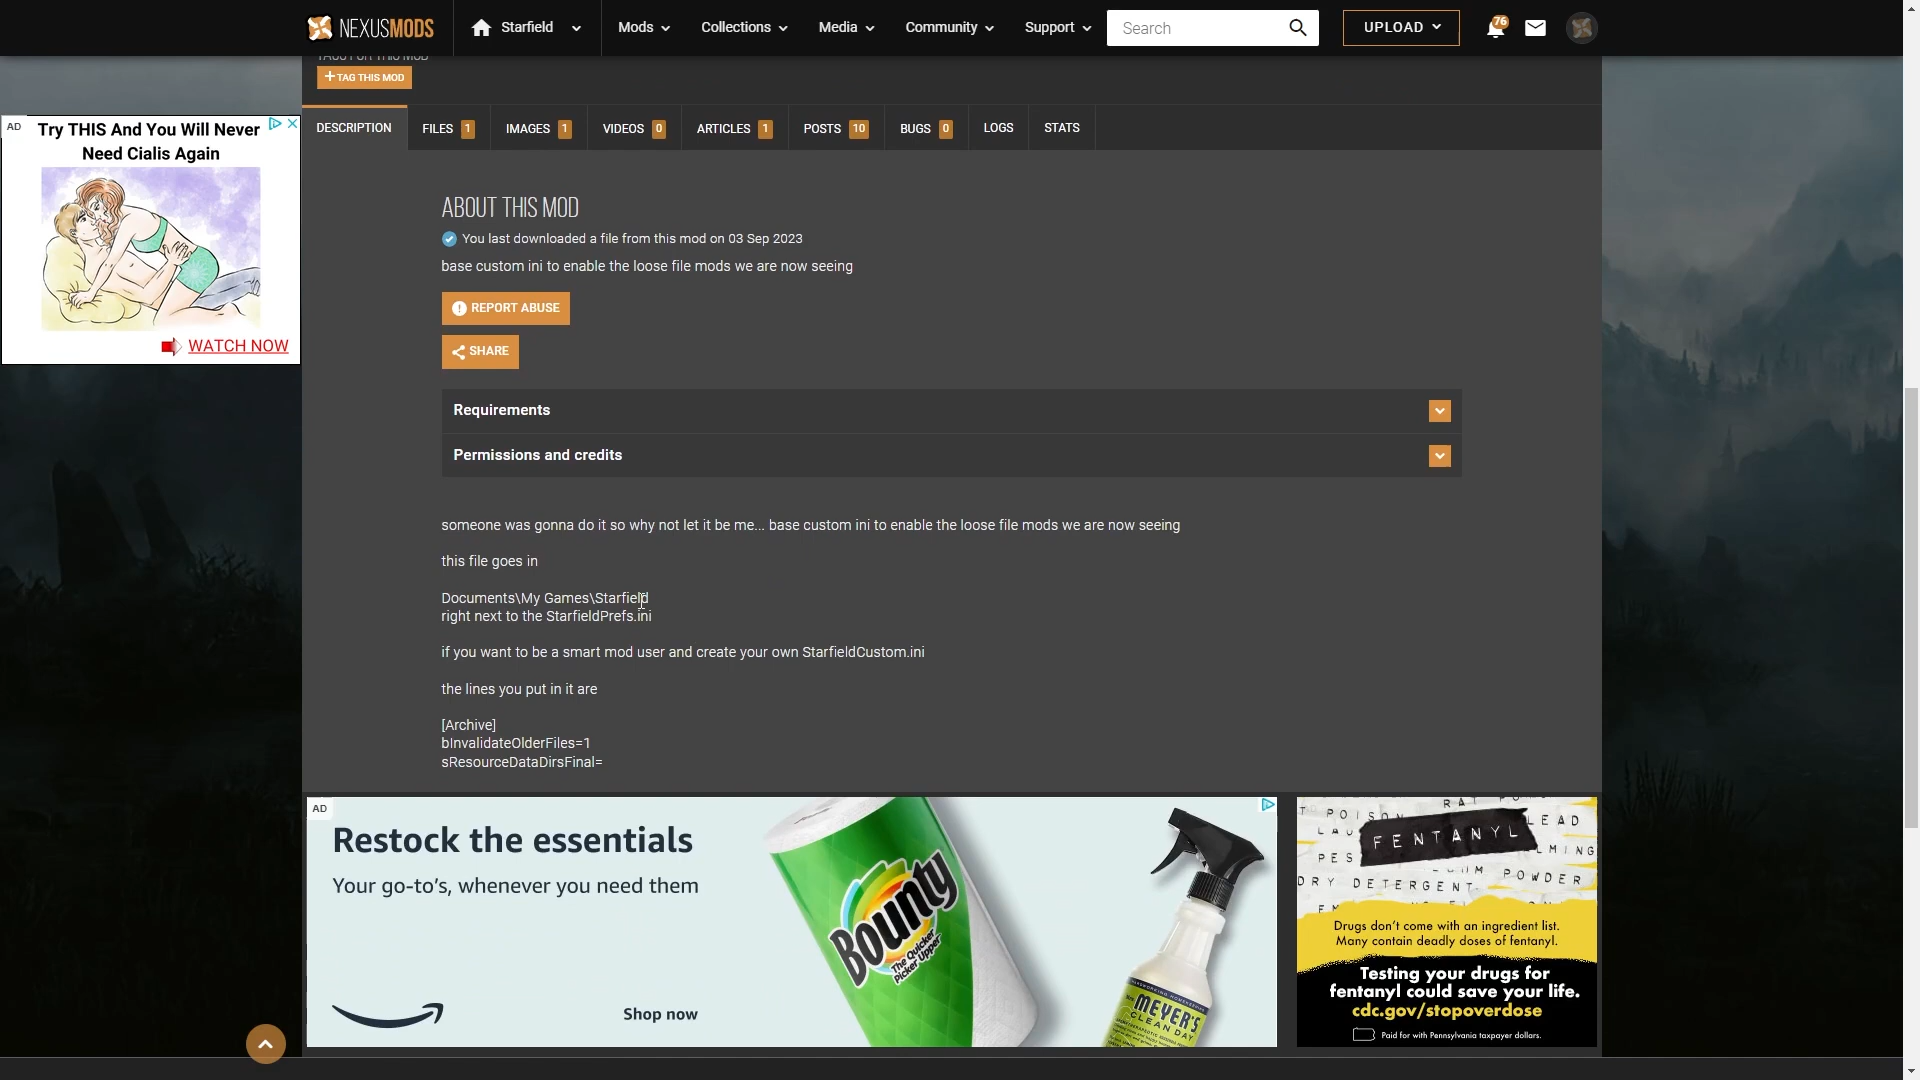 NEXUSMODS
Starfield
Mods
Collections
Media
Community
Support
Search
UPLOAD
76
TAG THIS MOD
DESCRIPTION
FILES 1
IMAGES 1
VIDEOS 0
ARTICLES 1
POSTS 10
BUGS 0
LOGS
STATS
AD
Try THIS And You Will Never
Need Cialis Again
WATCH NOW
ABOUT THIS MOD
You last downloaded a file from this mod on 03 Sep 2023
base custom ini to enable the loose file mods we are now seeing
REPORT ABUSE
SHARE
Requirements
Permissions and credits
someone was gonna do it so why not let it be me... base custom ini to enable the loose file mods we are now seeing
this file goes in
Documents\My Games\Starfield
right next to the StarfieldPrefs.ini
if you want to be a smart mod user and create your own StarfieldCustom.ini
the lines you put in it are
[Archive]
bInvalidateOlderFiles=1
sResourceDataDirsFinal=
AD
Restock the essentials
Your go-to's, whenever you need them
Shop now
BOUNTY
The Quicker
Picker Upper
MEYER'S
CLEAN DAY
RAT
POISON
LEAD
FENTANYL
POWDER
DRY DETERGENT
Drugs don't come with an ingredient list.
Many contain deadly doses of fentanyl.
Testing your drugs for
fentanyl could save your life.
cdc.gov/stopoverdose
Paid for with Pennsylvania taxpayer dollars.